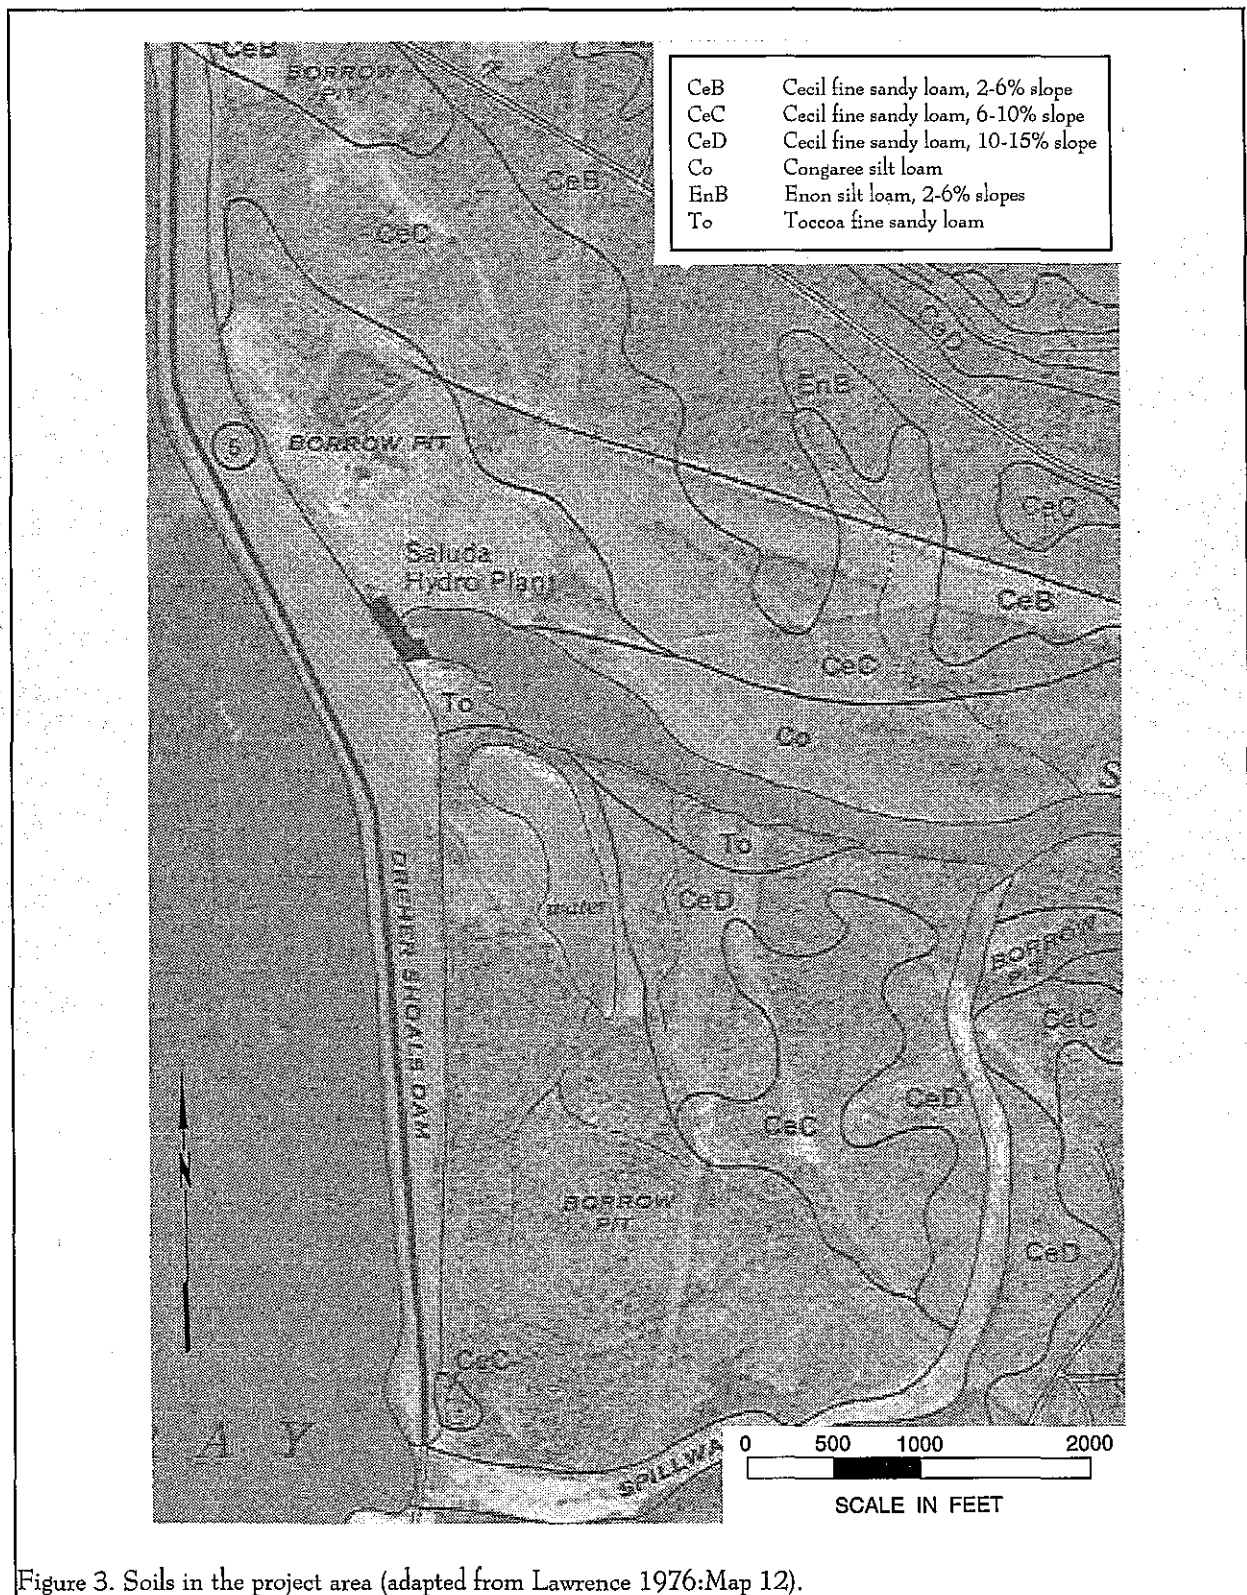 CeB
BORROW
PIT
CeB Cecil fine sandy loam, 2-6% slope
CeC Cecil fine sandy loam, 6-10% slope
CeD Cecil fine sandy loam, 10-15% slope
Co Congaree silt loam
EnB Enon silt loam, 2-6% slopes
To Toccoa fine sandy loam
CeB
CeC
CeD
EnB
5
BORROW PIT
CeC
Saluda
Hydro Plant
CeB
CeC
To
Co
S
To
DREHER SHOALS DAM
CeD
water
BORROW
PIT
CeC
CeD
CeC
N
BORROW
PIT
CeD
CeC
A Y
SPILLWA
0 500 1000 2000
SCALE IN FEET
Figure 3. Soils in the project area (adapted from Lawrence 1976:Map 12).